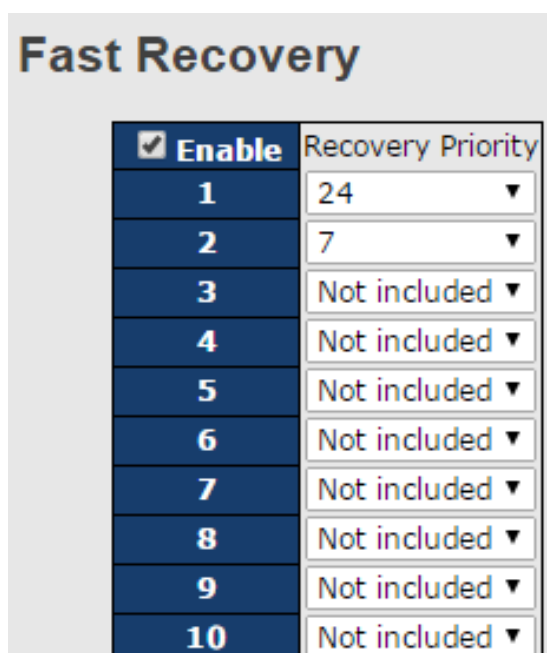 Fast Recovery
Enable Recovery Priority
1 24
2 7
3 Not included
4 Not included
5 Not included
6 Not included
7 Not included
8 Not included
9 Not included
10 Not included